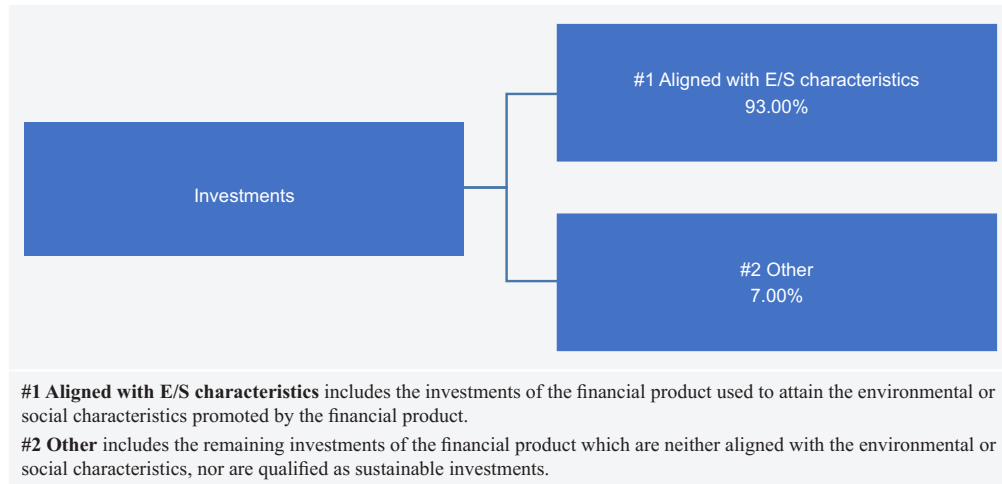 #1 Aligned with E/S characteristics
93.00%
Investments
#2 Other
7.00%
#1 Aligned with E/S characteristics includes the investments of the financial product used to attain the environmental or
social characteristics promoted by the financial product.
#2 Other includes the remaining investments of the financial product which are neither aligned with the environmental or
social characteristics, nor are qualified as sustainable investments.